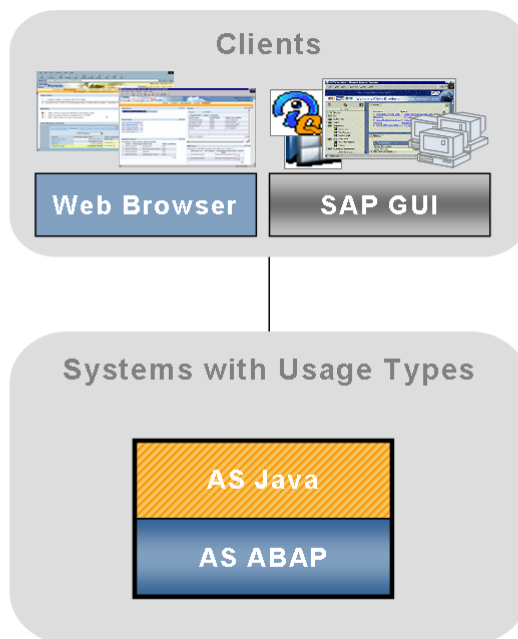 Clients
Web Browser
SAP GUI
Systems with Usage Types
AS Java
AS ABAP